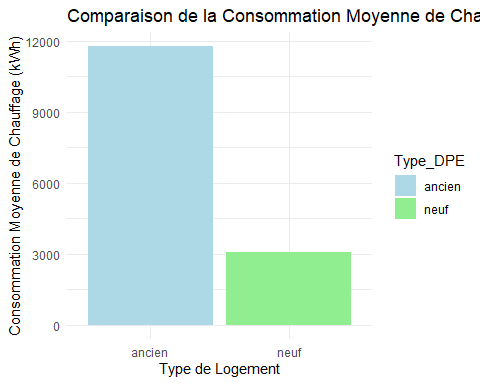 Comparaison de la Consommation Moyenne de Cha
Consommation Moyenne de Chauffage (kWh)
12000
9000
6000
3000
0
ancien
neuf
Type de Logement
Type_DPE
ancien
neuf